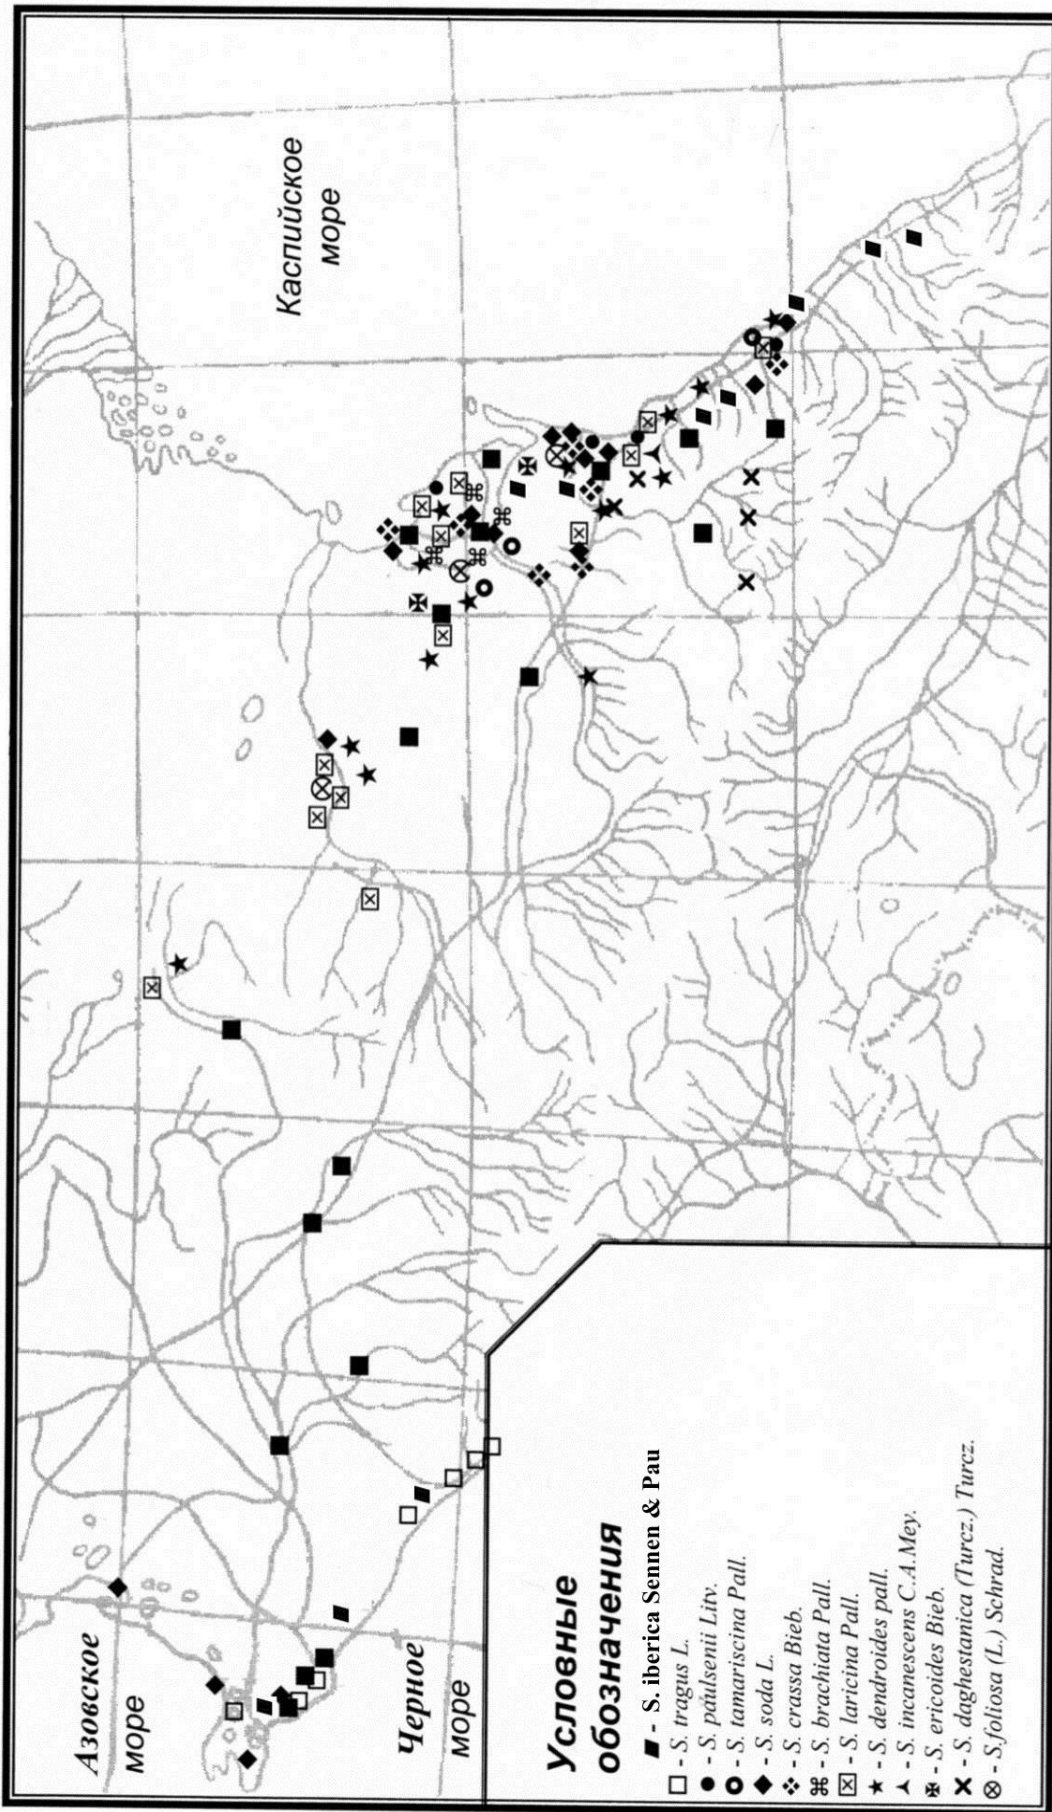 Азовское
море
Черное
море
Каспийское
море
Условные
обозначения
- S. iberica Sennen & Pau
- S. tragus L.
- S. paulsenii Litv.
- S. tamariscina Pall.
- S. soda L.
- S. crassa Bieb.
- S. brachiata Pall.
- S. laricina Pall.
- S. dendroides pall.
- S. incanescens C.A.Mey.
- S. ericoides Bieb.
- S. daghestanica (Turcz.) Turcz.
- S.foliosa (L.) Schrad.